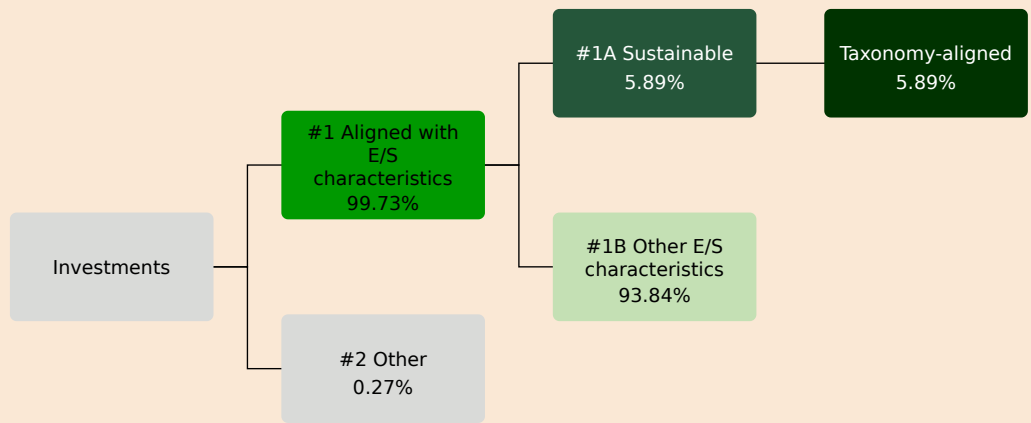 Investments
#1 Aligned with
E/S
characteristics
99.73%
#2 Other
0.27%
#1A Sustainable
5.89%
#1B Other E/S
characteristics
93.84%
Taxonomy-aligned
5.89%